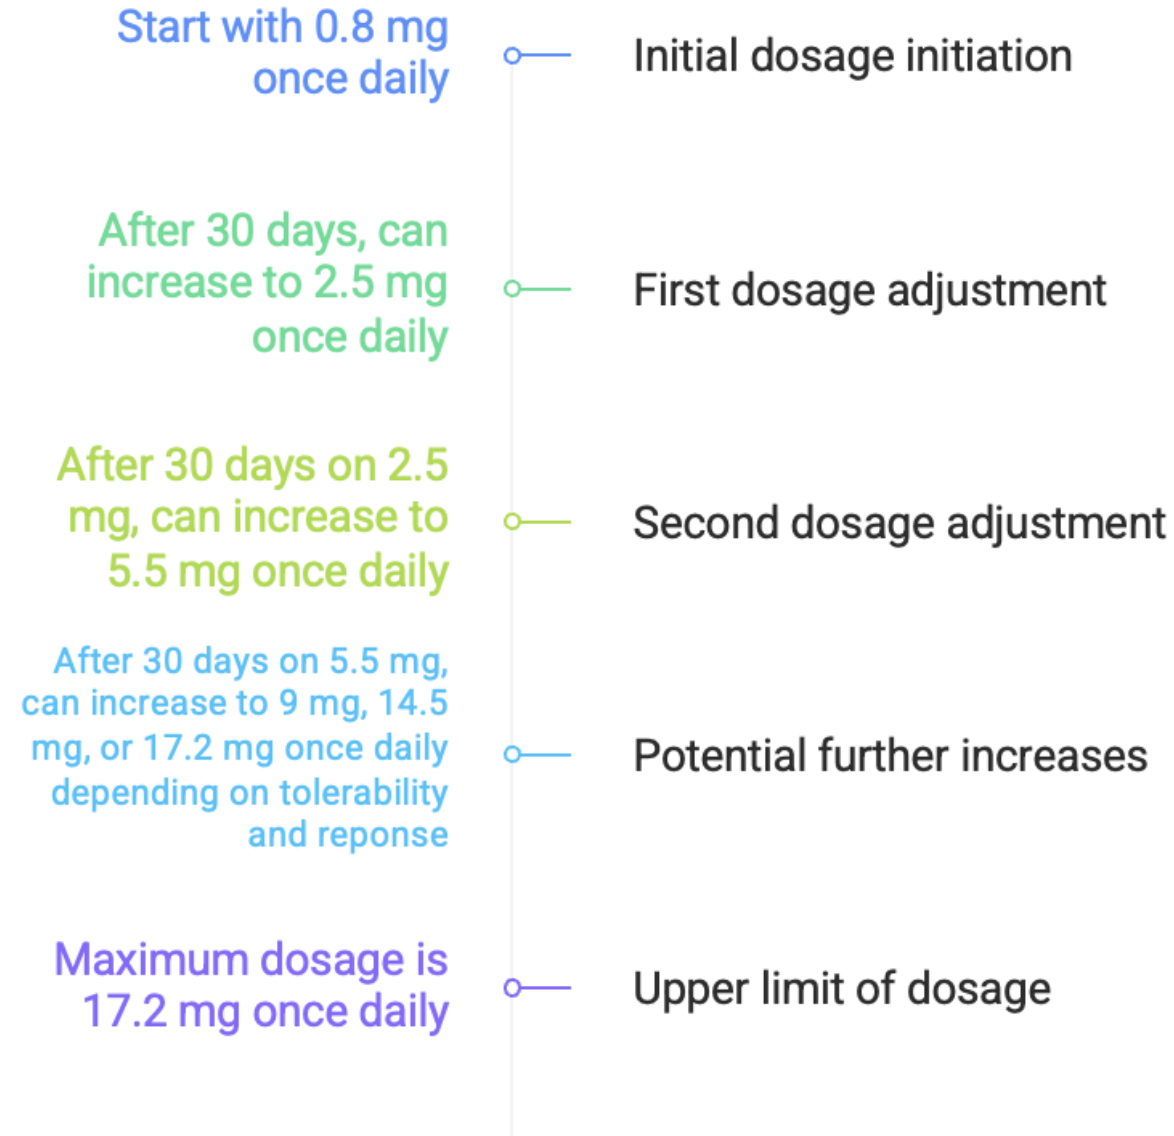 Start with 0.8 mg
once daily
Initial dosage initiation
After 30 days, can
increase to 2.5 mg
once daily
First dosage adjustment
After 30 days on 2.5
mg, can increase to
5.5 mg once daily
Second dosage adjustment
After 30 days on 5.5 mg,
can increase to 9 mg, 14.5
mg, or 17.2 mg once daily
depending on tolerability
and reponse
Potential further increases
Maximum dosage is
17.2 mg once daily
Upper limit of dosage